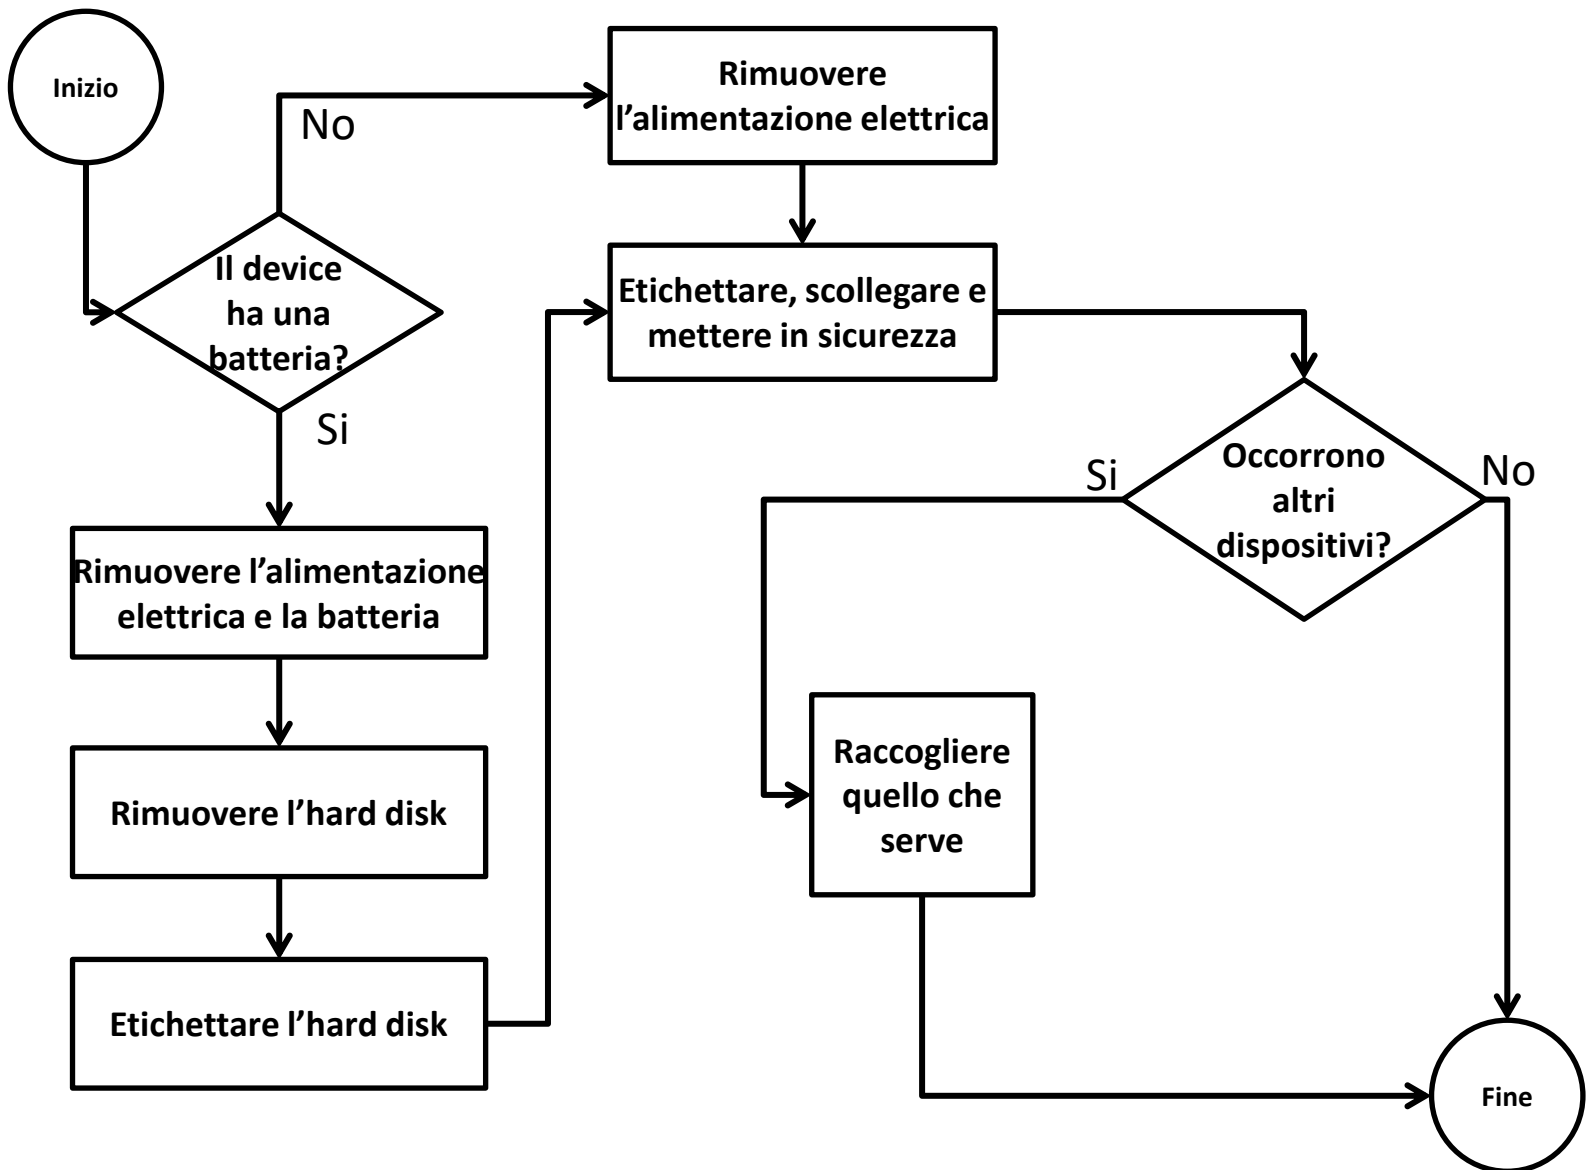 Inizio
No
Il device
ha una
batteria?
Si
Rimuovere l’alimentazione
elettrica e la batteria
Rimuovere l’hard disk
Etichettare l’hard disk
Rimuovere
l’alimentazione elettrica
Etichettare, scollegare e
mettere in sicurezza
Occorrono
altri
dispositivi?
Si
No
Raccogliere
quello che
serve
Fine